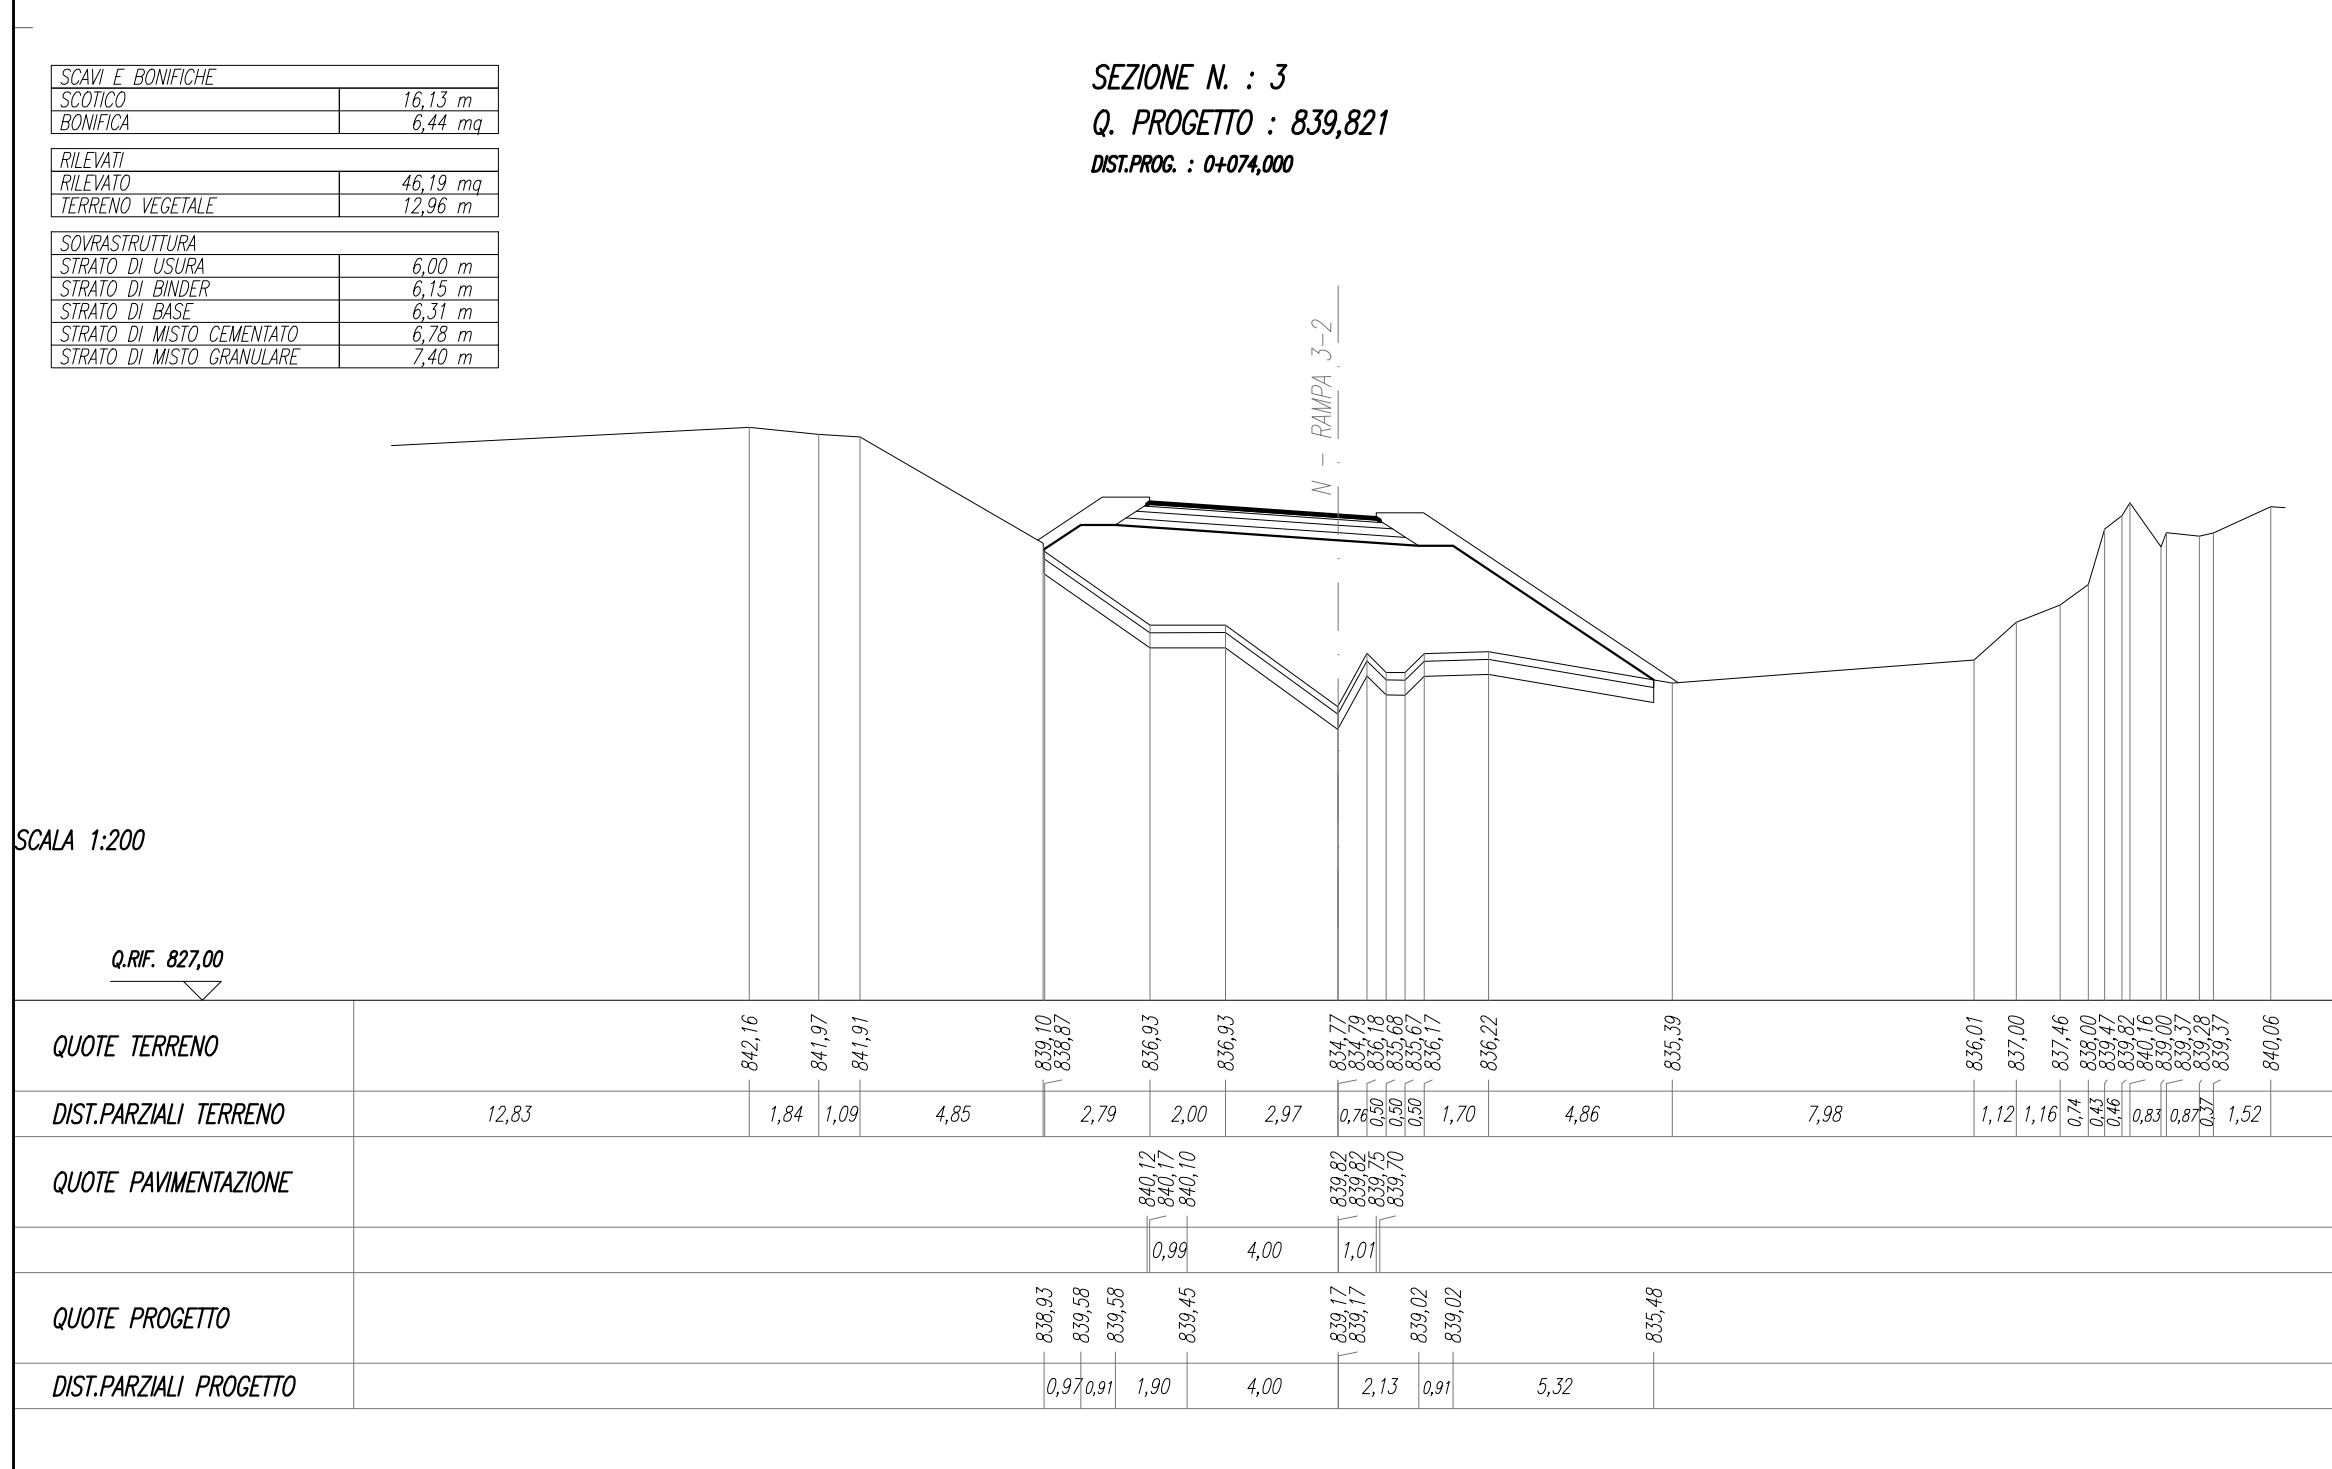 SCAVI E BONIFICHE
SCOTICO 16,13 m
BONIFICA 6,44 mq
RILEVATI
RILEVATO 46,19 mq
TERRENO VEGETALE 12,96 m
SOVRASTRUTTURA
STRATO DI USURA 6,00 m
STRATO DI BINDER 6,15 m
STRATO DI BASE 6,31 m
STRATO DI MISTO CEMENTATO 6,78 m
STRATO DI MISTO GRANULARE 7,40 m
SEZIONE N. : 3
Q. PROGETTO : 839,821
DIST.PROG. : 0+074,000
N - RAMPA 3-2
SCALA 1:200
Q.RIF. 827,00
QUOTE TERRENO 842,16 841,97 841,91 839,10 838,87 836,93 836,93 834,77 834,79 836,18 835,68 835,67 836,17 836,22 835,39 836,01 837,00 837,46 838,00 839,47 839,82 840,16 839,00 839,37 839,28 839,37 840,06
DIST.PARZIALI TERRENO 12,83 1,84 1,09 4,85 2,79 2,00 2,97 0,76 0,50 0,50 0,50 1,70 4,86 7,98 1,12 1,16 0,74 0,43 0,46 0,83 0,87 0,37 1,52
QUOTE PAVIMENTAZIONE 840,12 840,17 840,10 839,82 839,82 839,75 839,70
0,99 4,00 1,01
QUOTE PROGETTO 838,93 839,58 839,58 839,45 839,17 839,17 839,02 839,02 835,48
DIST.PARZIALI PROGETTO 0,97 0,91 1,90 4,00 2,13 0,91 5,32